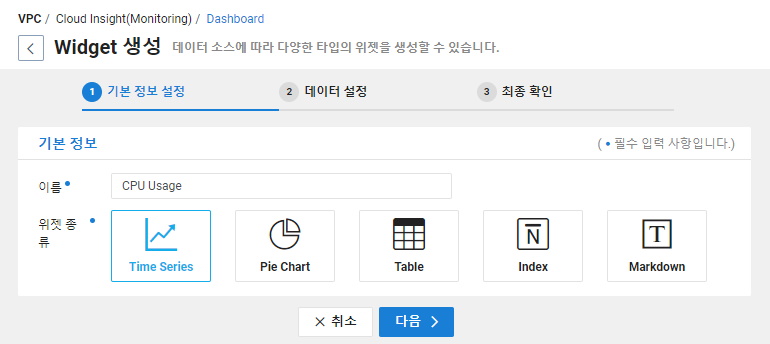 VPC / Cloud Insight(Monitoring) / Dashboard
Widget 생성 데이터 소스에 따라 다양한 타입의 위젯을 생성할 수 있습니다.
1 기본 정보 설정 2 데이터 설정 3 최종 확인
기본 정보 ( • 필수 입력 사항입니다.)
이름 • CPU Usage
위젯 종 •
류
N T
Time Series Pie Chart Table Index Markdown
× 취소 다음 >